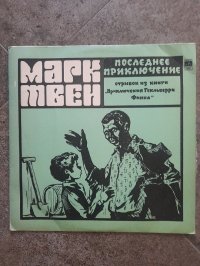 МАРК
ТВЕН
ПОСЛЕДНЕЕ
ПРИКЛЮЧЕНИЕ
ОТРЫВОК ИЗ КНИГИ
„Приключения Гекльберри
Финна"